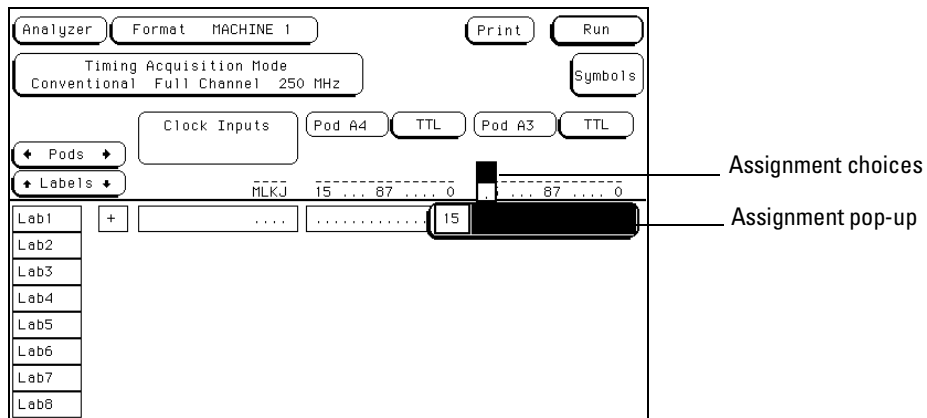 Analyzer Format MACHINE 1 Print Run
Timing Acquisition Mode
Conventional Full Channel 250 MHz
Symbols
Clock Inputs Pod A4 TTL Pod A3 TTL
← Pods →
↑ Labels ↓
MLKJ 15 ... 87 .... 0 . ... 87 .... 0
Assignment choices
Lab1 + .... ............. 15
Assignment pop-up
Lab2
Lab3
Lab4
Lab5
Lab6
Lab7
Lab8